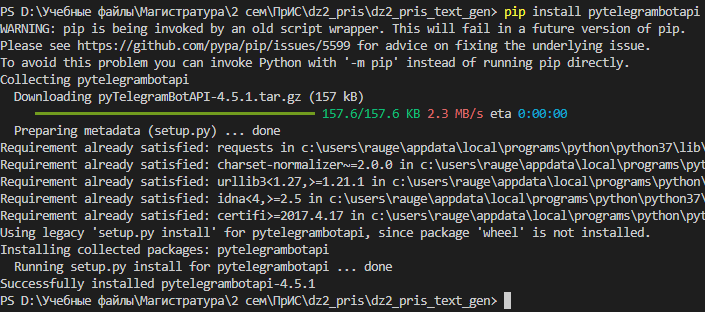 PS D:\Учебные файлы\Магистратура\2 сем\ПрИС\dz2_pris\dz2_pris_text_gen> pip install pytelegrambotapi
WARNING: pip is being invoked by an old script wrapper. This will fail in a future version of pip.
Please see https://github.com/pypa/pip/issues/5599 for advice on fixing the underlying issue.
To avoid this problem you can invoke Python with '-m pip' instead of running pip directly.
Collecting pytelegrambotapi
Downloading pyTelegramBotAPI-4.5.1.tar.gz (157 kB)
157.6/157.6 KB 2.3 MB/s eta 0:00:00
Preparing metadata (setup.py) ... done
Requirement already satisfied: requests in c:\users\rauge\appdata\local\programs\python\python37\lib\
Requirement already satisfied: charset-normalizer~=2.0.0 in c:\users\rauge\appdata\local\programs\py
Requirement already satisfied: urllib3<1.27,>=1.21.1 in c:\users\rauge\appdata\local\programs\python
Requirement already satisfied: idna<4,>=2.5 in c:\users\rauge\appdata\local\programs\python\python37\
Requirement already satisfied: certifi>=2017.4.17 in c:\users\rauge\appdata\local\programs\python\pyt
Using legacy 'setup.py install' for pytelegrambotapi, since package 'wheel' is not installed.
Installing collected packages: pytelegrambotapi
Running setup.py install for pytelegrambotapi ... done
Successfully installed pytelegrambotapi-4.5.1
PS D:\Учебные файлы\Магистратура\2 сем\ПрИС\dz2_pris\dz2_pris_text_gen>